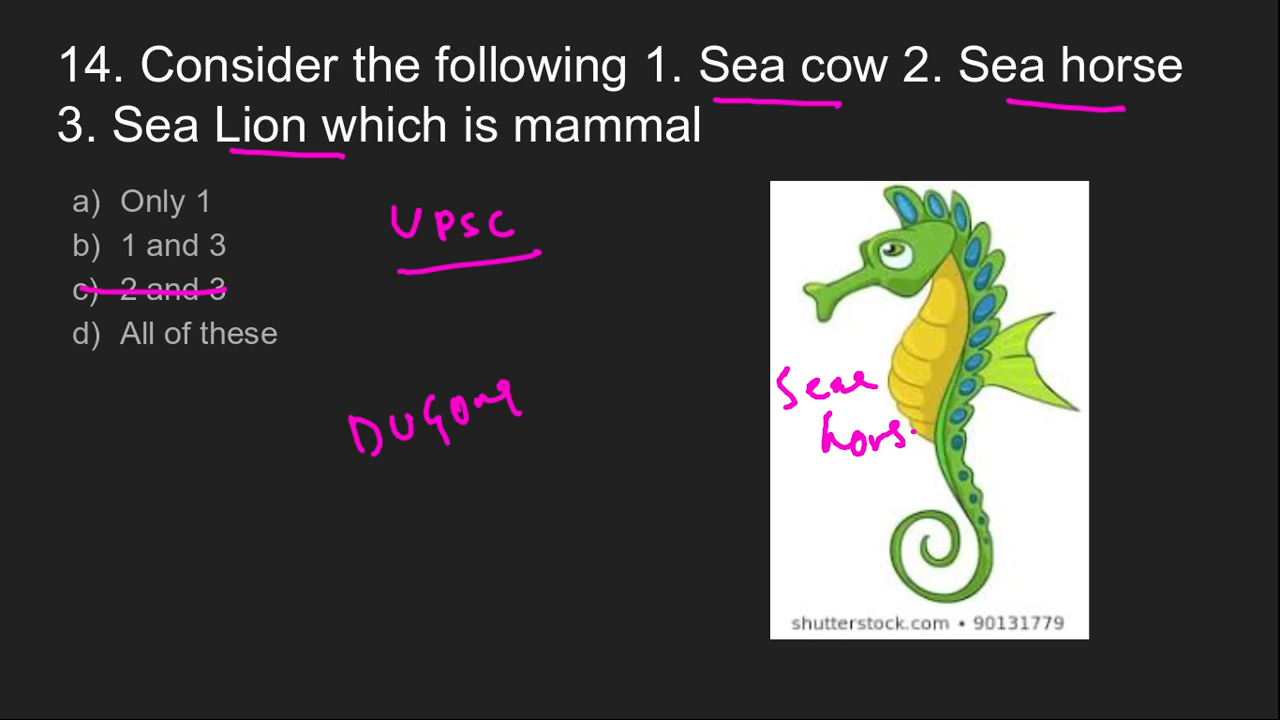 14. Consider the following 1. Sea cow 2. Sea horse
3. Sea Lion which is mammal
a) Only 1
b) 1 and 3
c) 2 and 3
d) All of these
UPSC
DUGong
Seae
hors.
shutterstock.com • 90131779